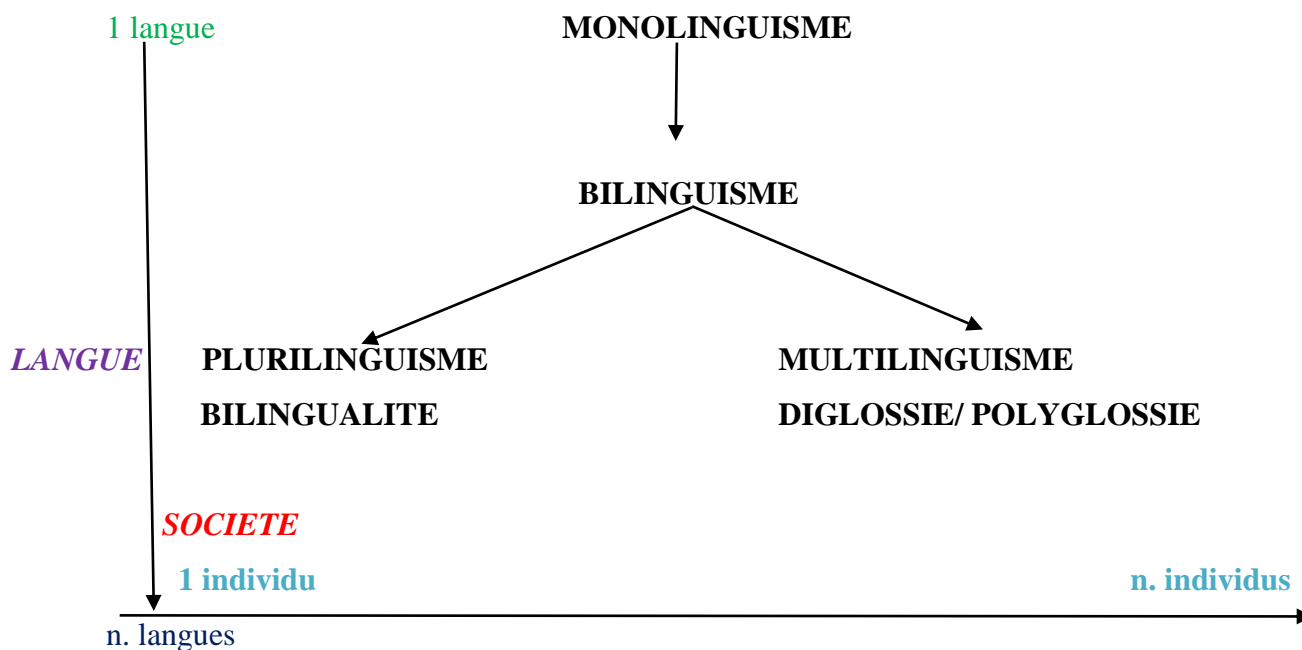 1 langue MONOLINGUISME
BILINGUISME
LANGUE PLURILINGUISME MULTILINGUISME
BILINGUALITE DIGLOSSIE/ POLYGLOSSIE
SOCIETE
1 individu n. individus
n. langues